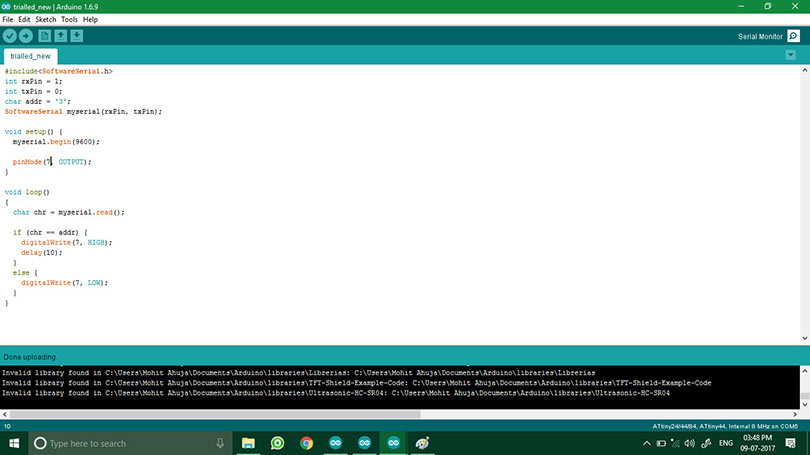 trialled_new | Arduino 1.6.9
File Edit Sketch Tools Help
Serial Monitor
trialled_new
#include<SoftwareSerial.h>
int rxPin = 1;
int txPin = 0;
char addr = '3';
SoftwareSerial myserial(rxPin, txPin);
void setup() {
myserial.begin(9600);
pinMode(7, OUTPUT);
}
void loop()
{
char chr = myserial.read();
if (chr == addr) {
digitalWrite(7, HIGH);
delay(10);
}
else {
digitalWrite(7, LOW);
}
}
Done uploading.
Invalid library found in C:\Users\Mohit Ahuja\Documents\Arduino\libraries\Librerias: C:\Users\Mohit Ahuja\Documents\Arduino\libraries\Librerias
Invalid library found in C:\Users\Mohit Ahuja\Documents\Arduino\libraries\TFT-Shield-Example-Code: C:\Users\Mohit Ahuja\Documents\Arduino\libraries\TFT-Shield-Example-Code
Invalid library found in C:\Users\Mohit Ahuja\Documents\Arduino\libraries\Ultrasonic-HC-SR04: C:\Users\Mohit Ahuja\Documents\Arduino\libraries\Ultrasonic-HC-SR04
10 ATtiny24/44/84, ATtiny44, Internal 8 MHz on COM5
Type here to search
ENG
03:48 PM
09-07-2017